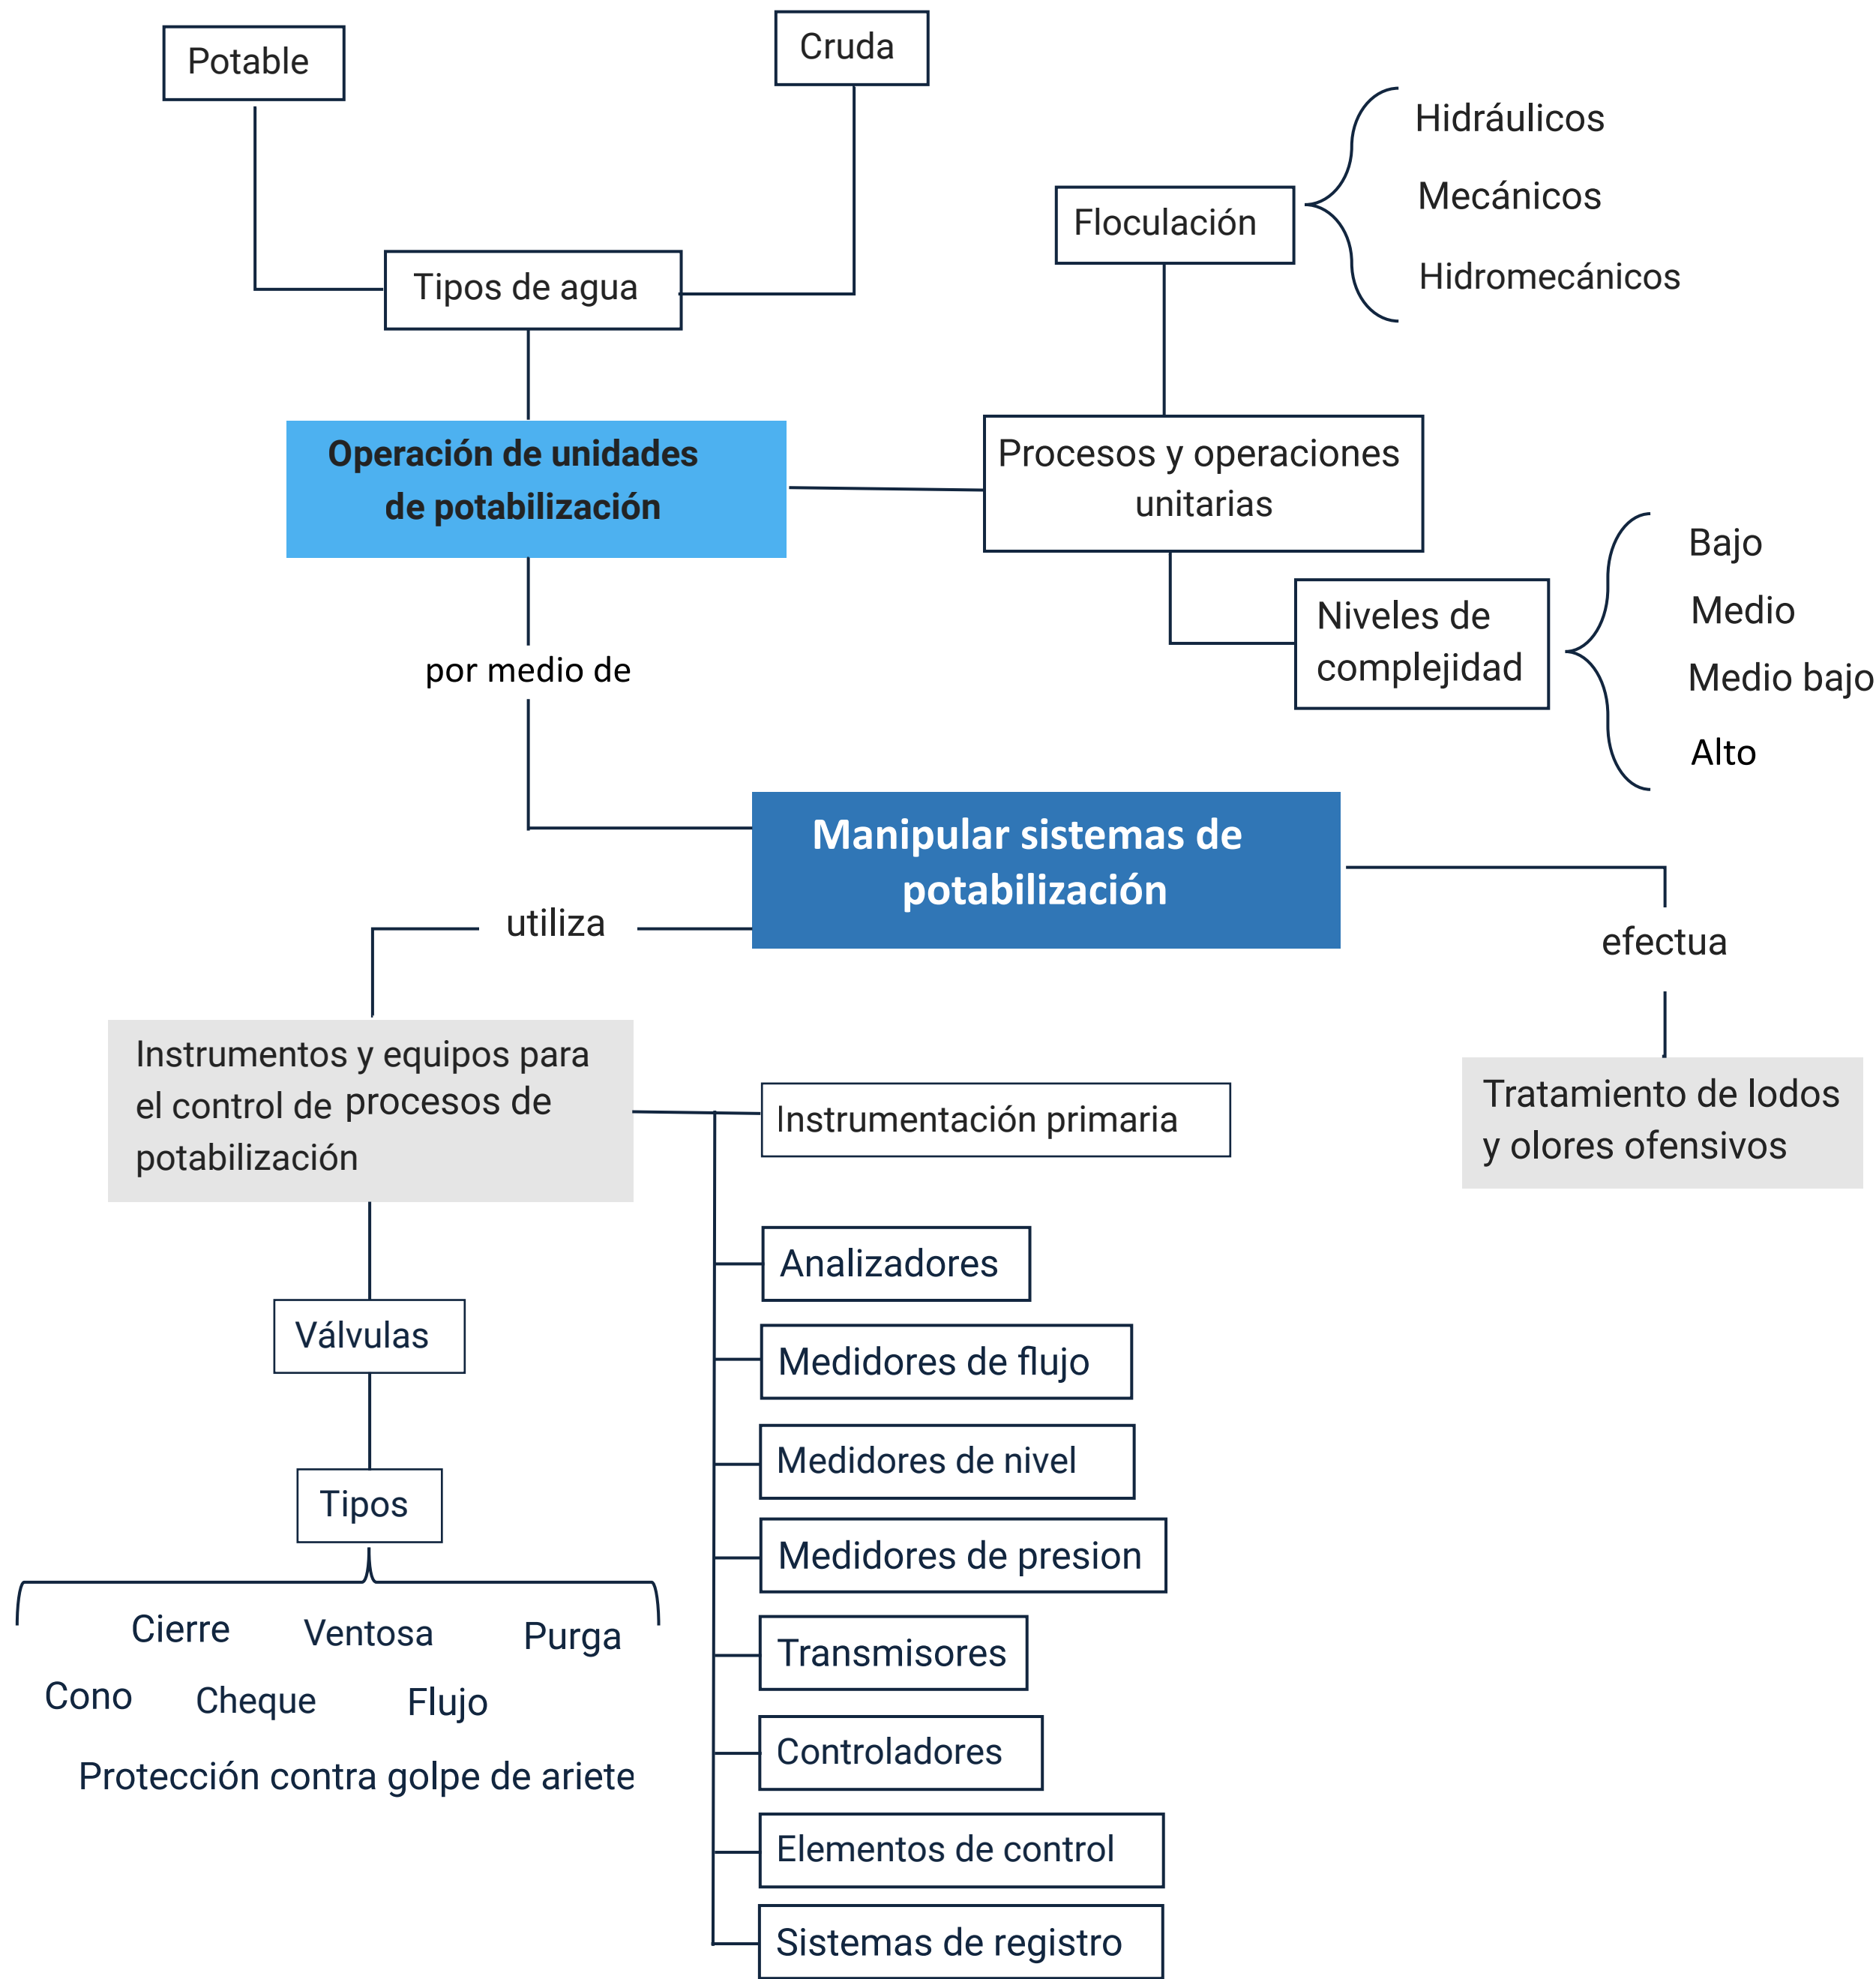 Potable
Cruda
Hidráulicos
Mecánicos
Hidromecánicos
Floculación
Tipos de agua
Operación de unidades
de potabilización
Procesos y operaciones
unitarias
Niveles de
complejidad
Bajo
Medio
Medio bajo
Alto
por medio de
Manipular sistemas de
potabilización
utiliza
efectua
Instrumentos y equipos para
el control de procesos de
potabilización
Tratamiento de lodos
y olores ofensivos
Instrumentación primaria
Analizadores
Medidores de flujo
Medidores de nivel
Medidores de presion
Transmisores
Controladores
Elementos de control
Sistemas de registro
Válvulas
Tipos
Cierre
Ventosa
Purga
Cono
Cheque
Flujo
Protección contra golpe de ariete